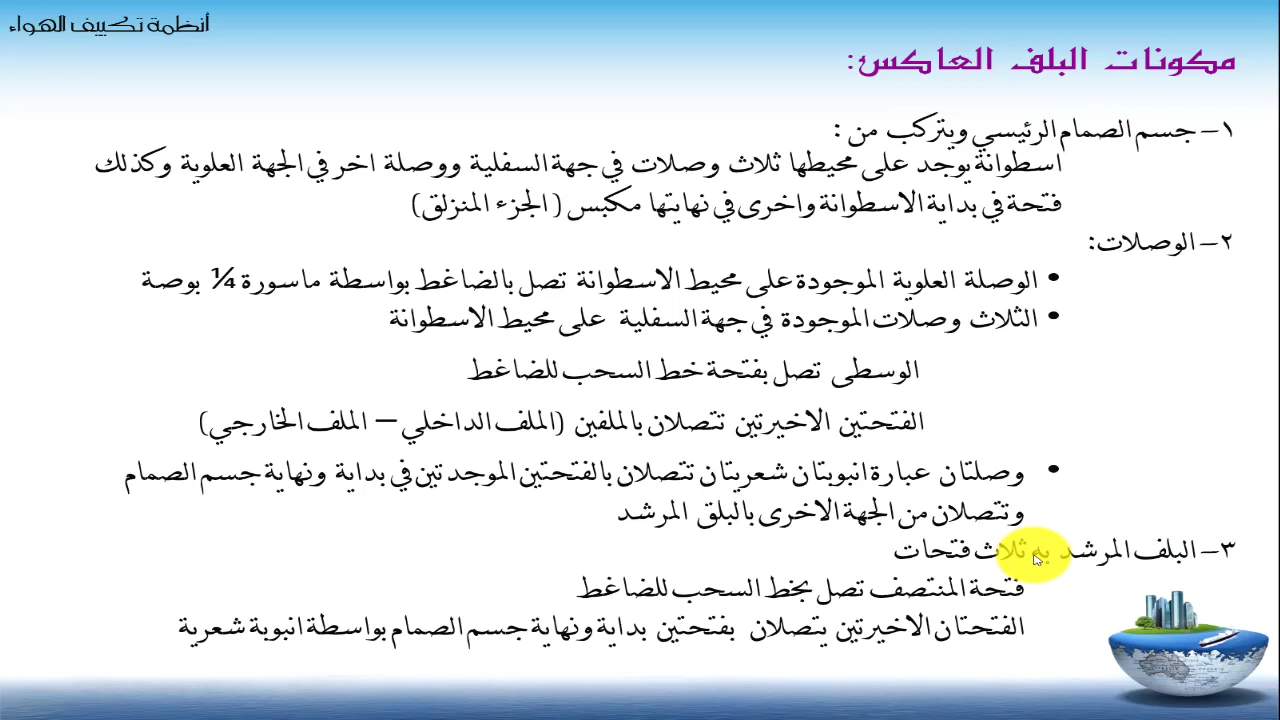 أنظمة تكييف الهواء
مكونات البلف العاكس:
١– جسم الصمام الرئيسي ويتركب من :
اسطوانة يوجد على محيطها ثلاث وصلات في جهة السفلية ووصلة اخر في الجهة العلوية وكذلك
فتحة في بداية الاسطوانة واخرى في نهايتها مكبس (الجزء المنزلق)
٢– الوصلات:
• الوصلة العلوية الموجودة على محيط الاسطوانة تصل بالضاغط بواسطة ماسورة ¼ بوصة
• الثلاث وصلات الموجودة في جهة السفلية على محيط الاسطوانة
الوسطى تصل بفتحة خط السحب للضاغط
الفتحتين الاخيرتين تتصلان بالملفين (الملف الداخلي – الملف الخارجي)
• وصلتان عبارة انبوبتان شعريتان تتصلان بالفتحتين الموجدتين في بداية ونهاية جسم الصمام
وتتصلان من الجهة الاخرى بالبلق المرشد
٣– البلف المرشد به ثلاث فتحات
فتحة المنتصف تصل بخط السحب للضاغط
الفتحتان الاخيرتين يتصلان بفتحتين بداية ونهاية جسم الصمام بواسطة انبوبة شعرية